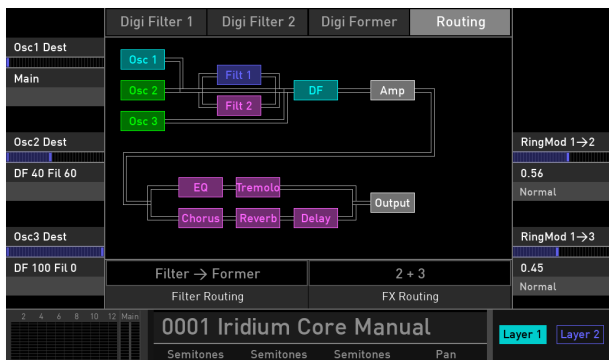 Digi Filter 1 Digi Filter 2 Digi Former Routing
Osc1 Dest
Main
Osc2 Dest
DF 40 Fil 60
Osc3 Dest
DF 100 Fil 0
Osc 1
Osc 2
Osc 3
Filt 1
Filt 2
DF
Amp
EQ
Tremolo
Chorus
Reverb
Delay
Output
RingMod 1→2
0.56
Normal
RingMod 1→3
0.45
Normal
Filter → Former
Filter Routing
2 + 3
FX Routing
2 4 6 8 10 12 Main
0001 Iridium Core Manual
Semitones Semitones Semitones Pan
Layer 1
Layer 2